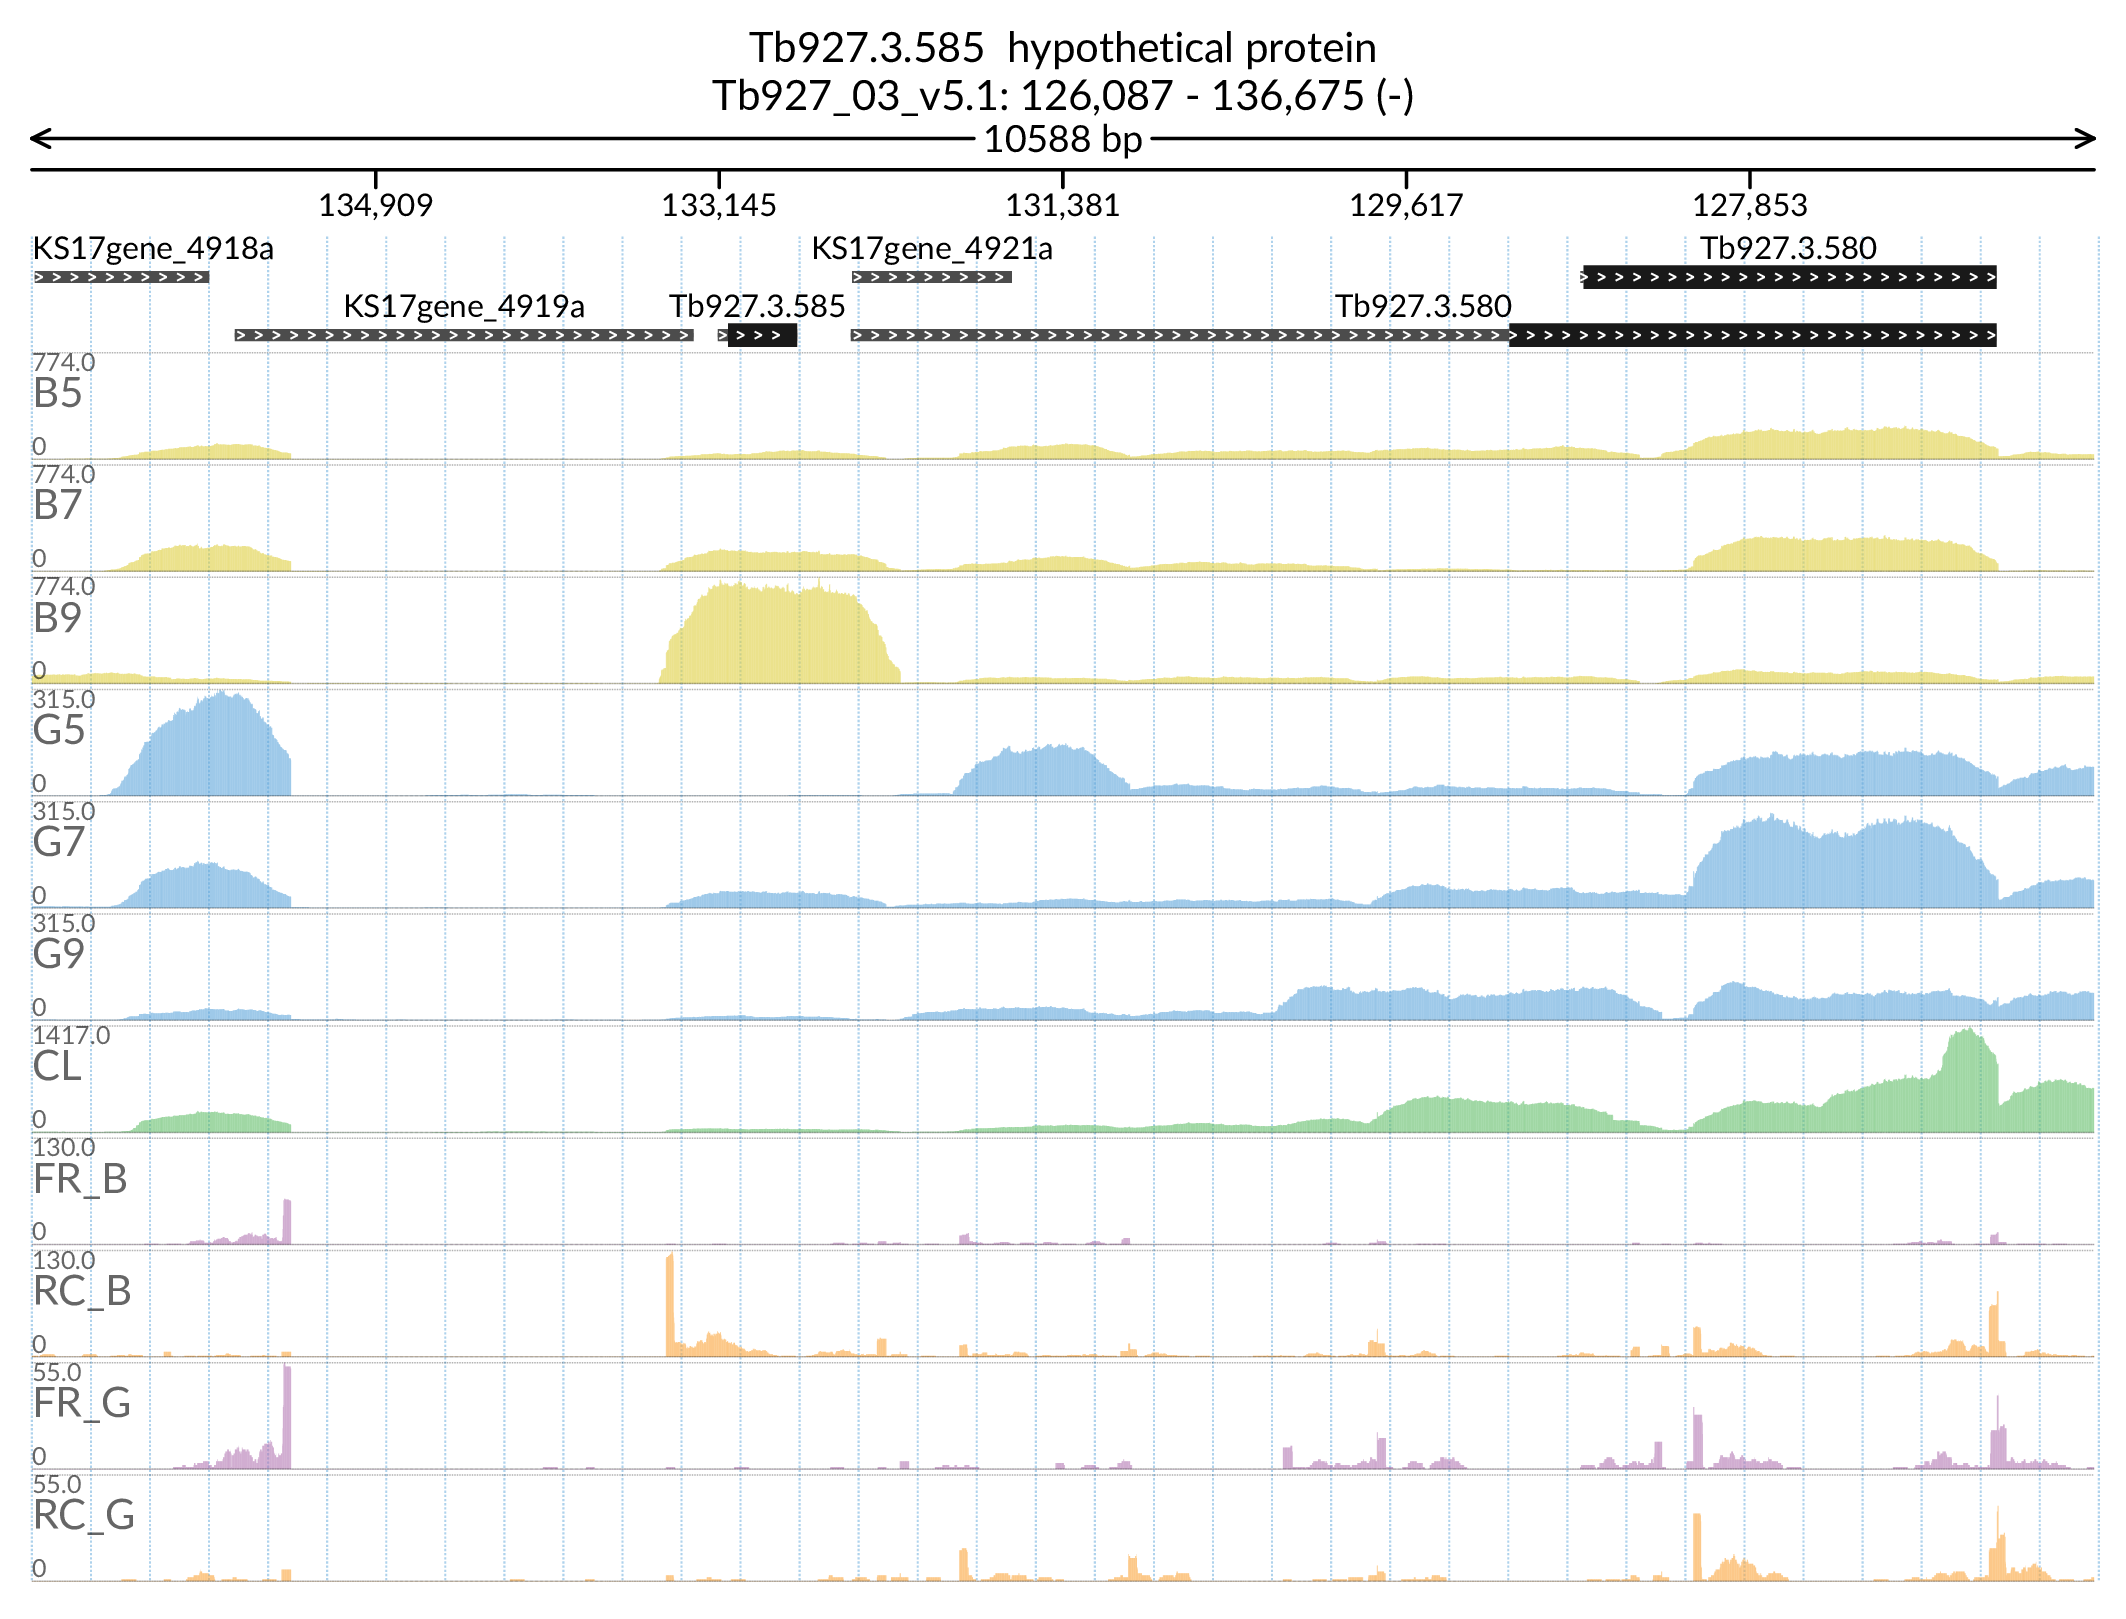 Tb927.3.585 hypothetical protein
Tb927_03_v5.1: 126,087 - 136,675 (-)
10588 bp
134,909 133,145 131,381 129,617 127,853
KS17gene_4918a KS17gene_4921a Tb927.3.580
KS17gene_4919a Tb927.3.585 Tb927.3.580
774.0
B5
0
774.0
B7
0
774.0
B9
0
315.0
G5
0
315.0
G7
0
315.0
G9
0
1417.0
CL
0
130.0
FR_B
0
130.0
RC_B
0
55.0
FR_G
0
55.0
RC_G
0